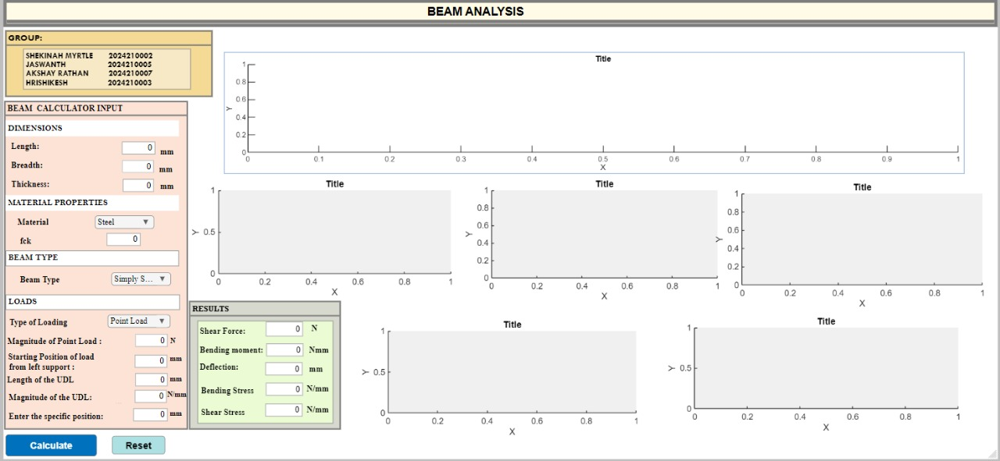 BEAM ANALYSIS
GROUP:
SHEKINAH MYRTLE 2024210002
JASWANTH 2024210005
AKSHAY RATHAN 2024210007
HRISHIKESH 2024210003
BEAM CALCULATOR INPUT
DIMENSIONS
Length: 0 mm
Breadth: 0 mm
Thickness: 0 mm
MATERIAL PROPERTIES
Material Steel
fck 0
BEAM TYPE
Beam Type Simply S...
LOADS
Type of Loading Point Load
Magnitude of Point Load : 0 N
Starting Position of load
from left support : 0 mm
Length of the UDL 0 mm
Magnitude of the UDL: 0 N/mm
Enter the specific position: 0 mm
Calculate Reset
RESULTS
Shear Force: 0 N
Bending moment: 0 Nmm
Deflection: 0 mm
Bending Stress 0 N/mm
Shear Stress 0 N/mm
Title
1
0.8
0.6
Y
0.4
0.2
0
0 0.1 0.2 0.3 0.4 0.5 0.6 0.7 0.8 0.9 1
X
Title
1
Y 0.5
0
0 0.2 0.4 0.6 0.8 1
X
Title
1
0.8
0.6
Y
0.4
0.2
0
0 0.2 0.4 0.6 0.8 1
X
Title
1
0.8
0.6
Y
0.4
0.2
0
0 0.2 0.4 0.6 0.8 1
X
Title
1
Y 0.5
0
0 0.2 0.4 0.6 0.8 1
X
Title
1
Y 0.5
0
0 0.2 0.4 0.6 0.8 1
X